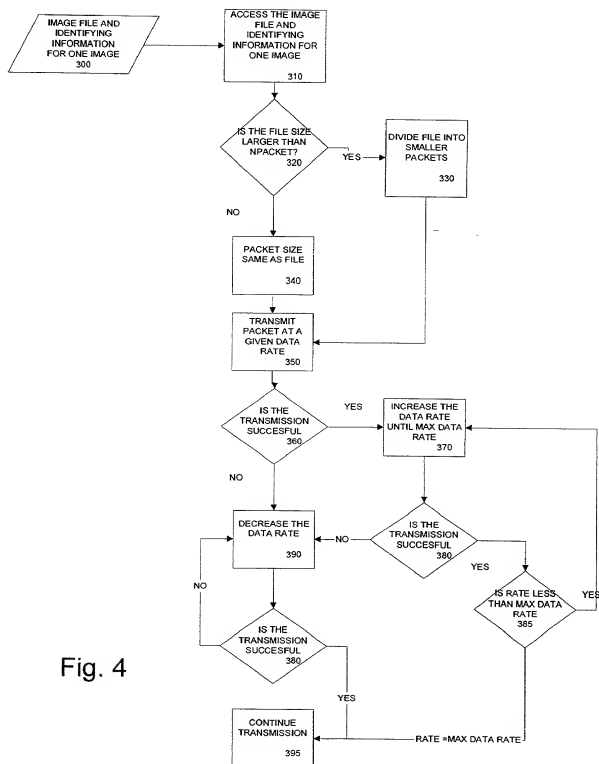 IMAGE FILE AND
IDENTIFYING
INFORMATION
FOR ONE IMAGE
300
ACCESS THE IMAGE
FILE AND
IDENTIFYING
INFORMATION FOR
ONE IMAGE
310
IS THE FILE SIZE
LARGER THAN
NPACKET?
320
YES
DIVIDE FILE INTO
SMALLER
PACKETS
330
NO
PACKET SIZE
SAME AS FILE
340
TRANSMIT
PACKET AT A
GIVEN DATA
RATE
350
IS THE
TRANSMISSION
SUCCESFUL
360
YES
INCREASE THE
DATA RATE
UNTIL MAX DATA
RATE
370
NO
DECREASE THE
DATA RATE
390
NO
IS THE
TRANSMISSION
SUCCESFUL
380
YES
IS RATE LESS
THAN MAX DATA
RATE
385
YES
NO
IS THE
TRANSMISSION
SUCCESFUL
380
YES
Fig. 4
CONTINUE
TRANSMISSION
395
RATE =MAX DATA RATE